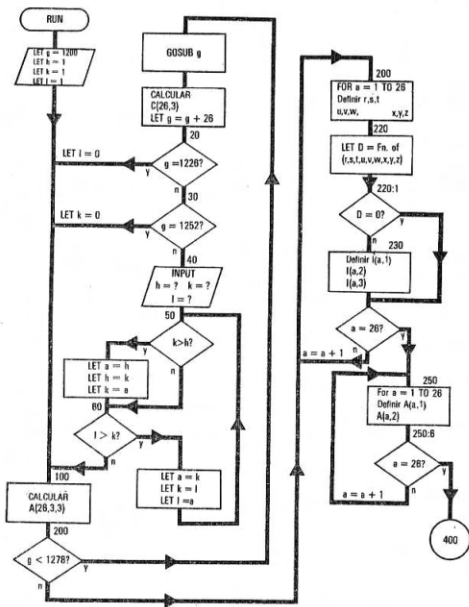 RUN
LET g = 1200
LET k = 1
LET l = 1
GOSUB g
CALCULAR
C(26,3)
LET g = g + 26
20
LET l = 0
g =1226?
y
n
30
LET k = 0
g = 1252?
y
n
40
INPUT
h = ? k = ?
l = ?
50
k>h?
y
n
LET a = h
LET h = k
LET k = a
60
l > k?
y
n
LET a = k
LET k = l
LET l =a
100
CALCULAR
A(26,3,3)
200
g < 1278?
y
n
200
FOR a = 1 TO 26
Definir r,s,t
u,v,w, x,y,z
220
LET D = Fn. of
(r,s,t,u,v,w,x,y,z)
220:1
D = 0?
y
n
230
Definir I(a,1)
I(a,2)
I(a,3)
a = 26?
y
n
a = a + 1
250
For a = 1 TO 26
Definir A(a,1)
A(a,2)
250:6
a = 26?
y
n
a = a + 1
400